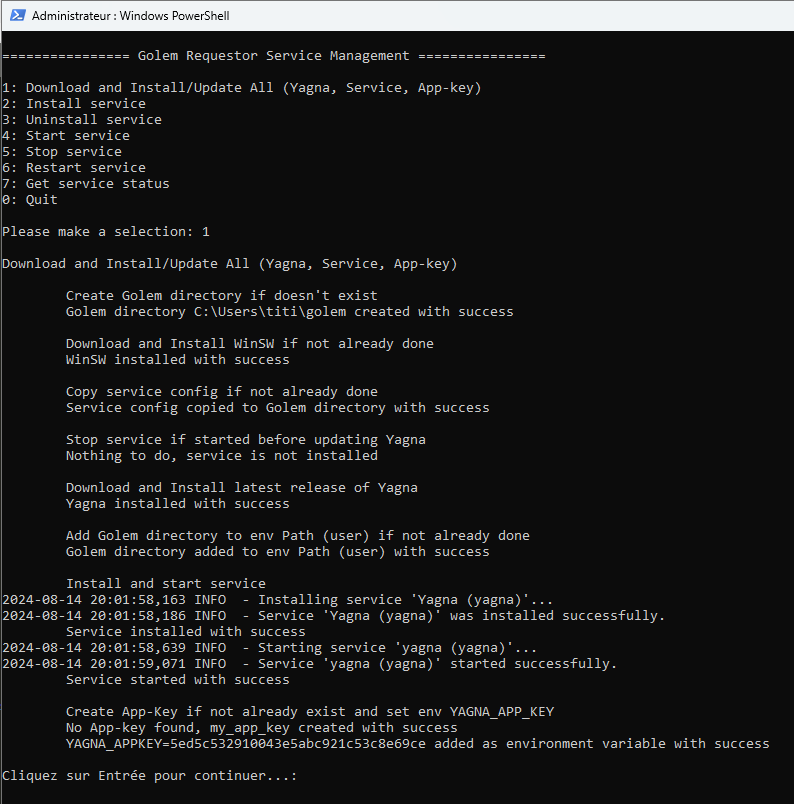 Administrateur : Windows PowerShell
================ Golem Requestor Service Management ================
1: Download and Install/Update All (Yagna, Service, App-key)
2: Install service
3: Uninstall service
4: Start service
5: Stop service
6: Restart service
7: Get service status
0: Quit
Please make a selection: 1
Download and Install/Update All (Yagna, Service, App-key)
Create Golem directory if doesn't exist
Golem directory C:\Users\titi\golem created with success
Download and Install WinSW if not already done
WinSW installed with success
Copy service config if not already done
Service config copied to Golem directory with success
Stop service if started before updating Yagna
Nothing to do, service is not installed
Download and Install latest release of Yagna
Yagna installed with success
Add Golem directory to env Path (user) if not already done
Golem directory added to env Path (user) with success
Install and start service
2024-08-14 20:01:58,163 INFO  - Installing service 'Yagna (yagna)'...
2024-08-14 20:01:58,186 INFO  - Service 'Yagna (yagna)' was installed successfully.
Service installed with success
2024-08-14 20:01:58,639 INFO  - Starting service 'yagna (yagna)'...
2024-08-14 20:01:59,071 INFO  - Service 'yagna (yagna)' started successfully.
Service started with success
Create App-Key if not already exist and set env YAGNA_APP_KEY
No App-key found, my_app_key created with success
YAGNA_APPKEY=5ed5c532910043e5abc921c53c8e69ce added as environment variable with success
Cliquez sur Entrée pour continuer...: